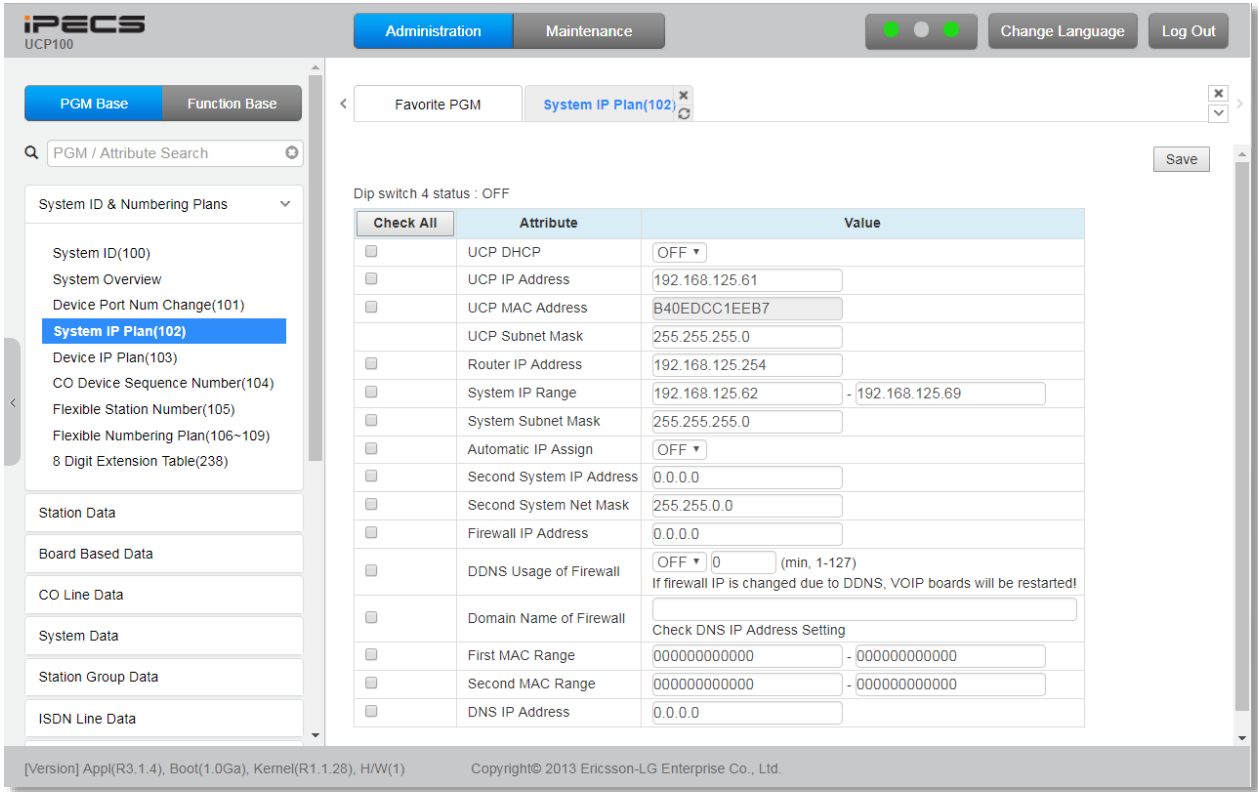 iPECS
UCP100
Administration
Maintenance
Change Language
Log Out
PGM Base
Function Base
PGM / Attribute Search
System ID & Numbering Plans
System ID(100)
System Overview
Device Port Num Change(101)
System IP Plan(102)
Device IP Plan(103)
CO Device Sequence Number(104)
Flexible Station Number(105)
Flexible Numbering Plan(106~109)
8 Digit Extension Table(238)
Station Data
Board Based Data
CO Line Data
System Data
Station Group Data
ISDN Line Data
Favorite PGM
System IP Plan(102)
Save
Dip switch 4 status : OFF
Check All Attribute Value
UCP DHCP OFF
UCP IP Address 192.168.125.61
UCP MAC Address B40EDCC1EEB7
UCP Subnet Mask 255.255.255.0
Router IP Address 192.168.125.254
System IP Range 192.168.125.62 - 192.168.125.69
System Subnet Mask 255.255.255.0
Automatic IP Assign OFF
Second System IP Address 0.0.0.0
Second System Net Mask 255.255.0.0
Firewall IP Address 0.0.0.0
DDNS Usage of Firewall OFF 0 (min, 1-127)
If firewall IP is changed due to DDNS, VOIP boards will be restarted!
Domain Name of Firewall
Check DNS IP Address Setting
First MAC Range 000000000000 - 000000000000
Second MAC Range 000000000000 - 000000000000
DNS IP Address 0.0.0.0
[Version] Appl(R3.1.4), Boot(1.0Ga), Kernel(R1.1.28), H/W(1)
Copyright© 2013 Ericsson-LG Enterprise Co., Ltd.